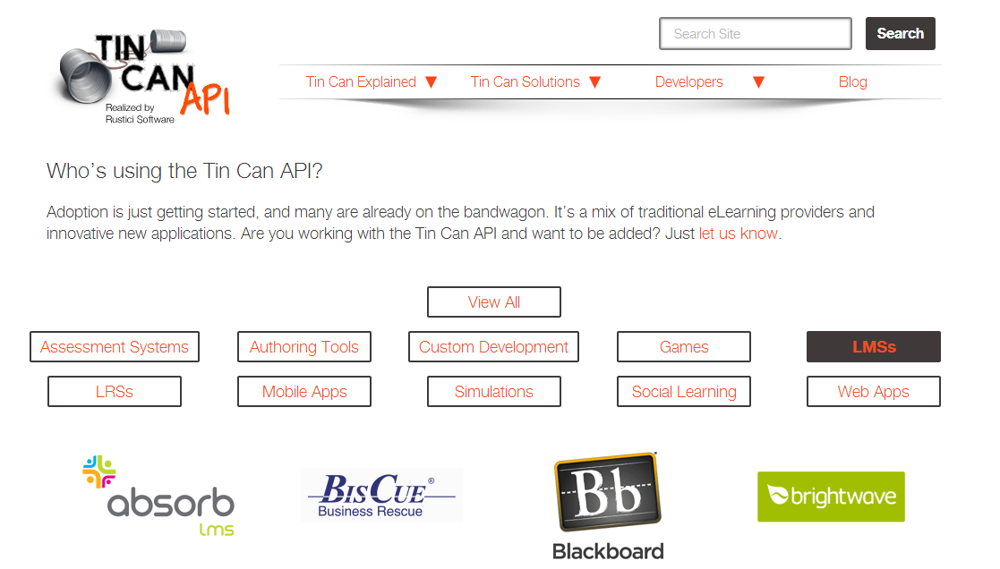 TIN
CAN
API
Realized by
Rustici Software
Search Site
Search
Tin Can Explained
Tin Can Solutions
Developers
Blog
Who’s using the Tin Can API?
Adoption is just getting started, and many are already on the bandwagon. It’s a mix of traditional eLearning providers and
innovative new applications. Are you working with the Tin Can API and want to be added? Just let us know.
View All
Assessment Systems
Authoring Tools
Custom Development
Games
LMSs
LRSs
Mobile Apps
Simulations
Social Learning
Web Apps
absorb
lms
BISCUE®
Business Rescue
Bb
Blackboard
brightwave